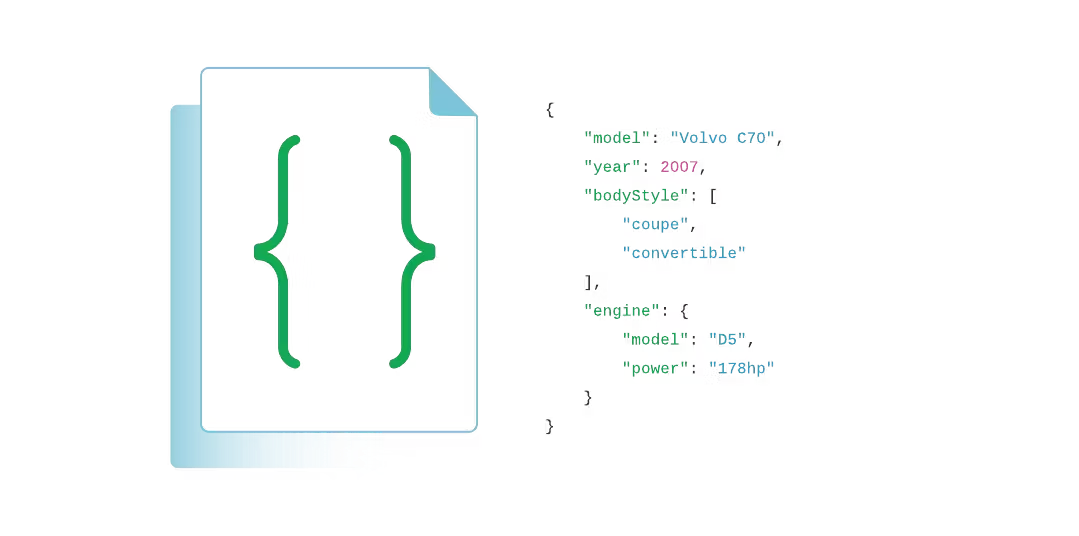 {
    "model": "Volvo C70",
    "year": 2007,
    "bodyStyle": [
        "coupe",
        "convertible"
    ],
    "engine": {
        "model": "D5",
        "power": "178hp"
    }
}